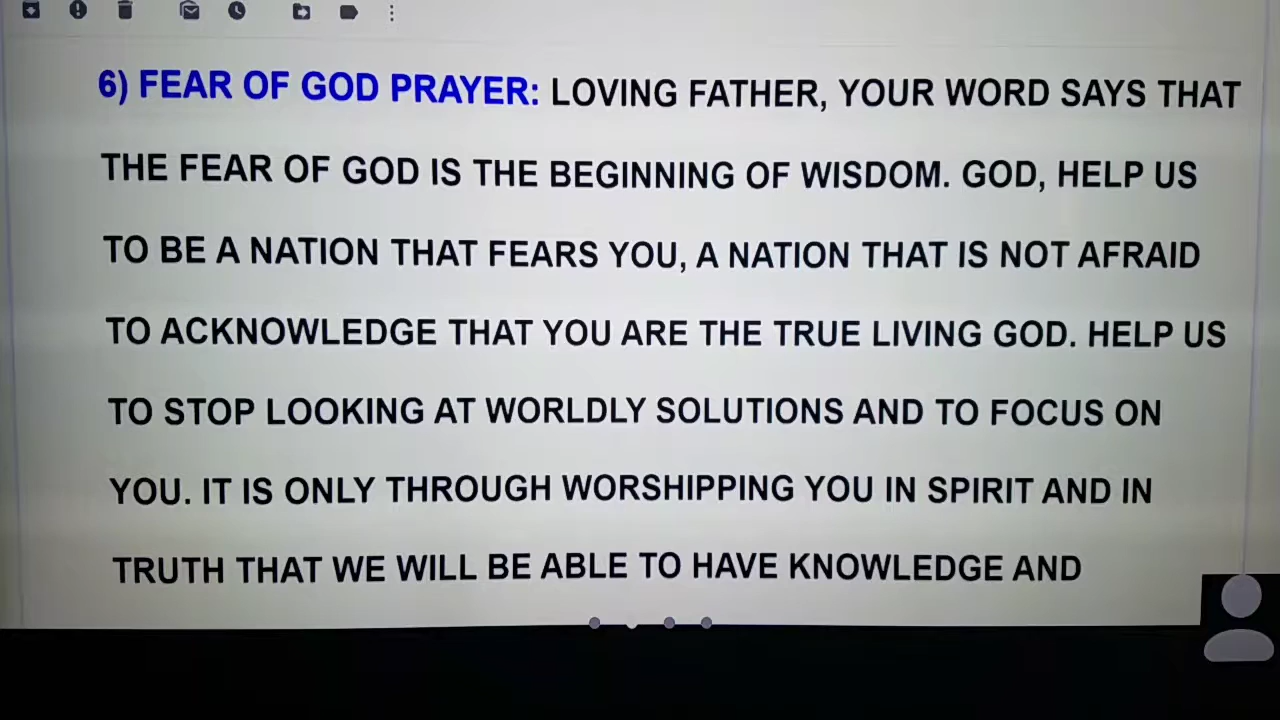 6) FEAR OF GOD PRAYER: LOVING FATHER, YOUR WORD SAYS THAT
THE FEAR OF GOD IS THE BEGINNING OF WISDOM. GOD, HELP US
TO BE A NATION THAT FEARS YOU, A NATION THAT IS NOT AFRAID
TO ACKNOWLEDGE THAT YOU ARE THE TRUE LIVING GOD. HELP US
TO STOP LOOKING AT WORLDLY SOLUTIONS AND TO FOCUS ON
YOU. IT IS ONLY THROUGH WORSHIPPING YOU IN SPIRIT AND IN
TRUTH THAT WE WILL BE ABLE TO HAVE KNOWLEDGE AND